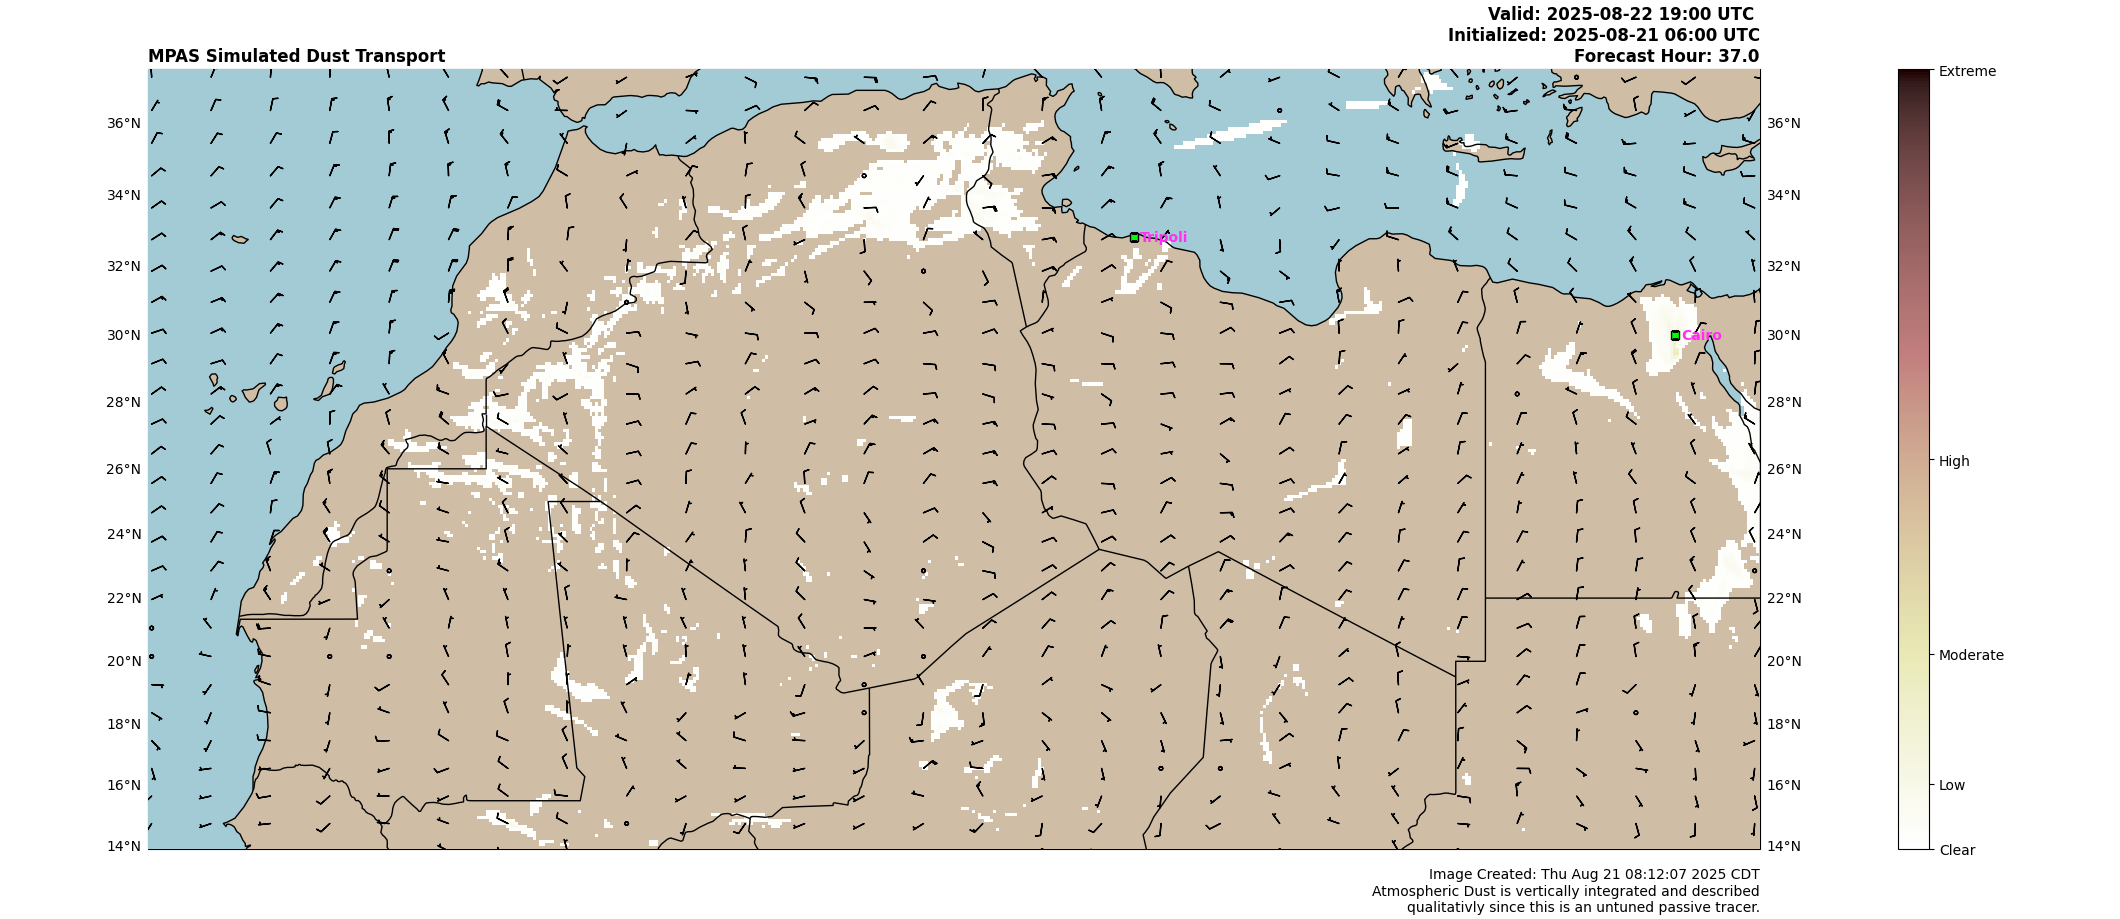 Valid: 2025-08-22 19:00 UTC
Initialized: 2025-08-21 06:00 UTC
MPAS Simulated Dust Transport
Forecast Hour: 37.0
Extreme
36°N
36°N
34°N
34°N
Tripoli
32°N
32°N
30°N
Cairo
30°N
28°N
28°N
26°N
26°N
High
24°N
24°N
22°N
22°N
20°N
20°N
Moderate
18°N
18°N
16°N
16°N
Low
14°N
14°N
Clear
Image Created: Thu Aug 21 08:12:07 2025 CDT
Atmospheric Dust is vertically integrated and described
qualitativly since this is an untuned passive tracer.